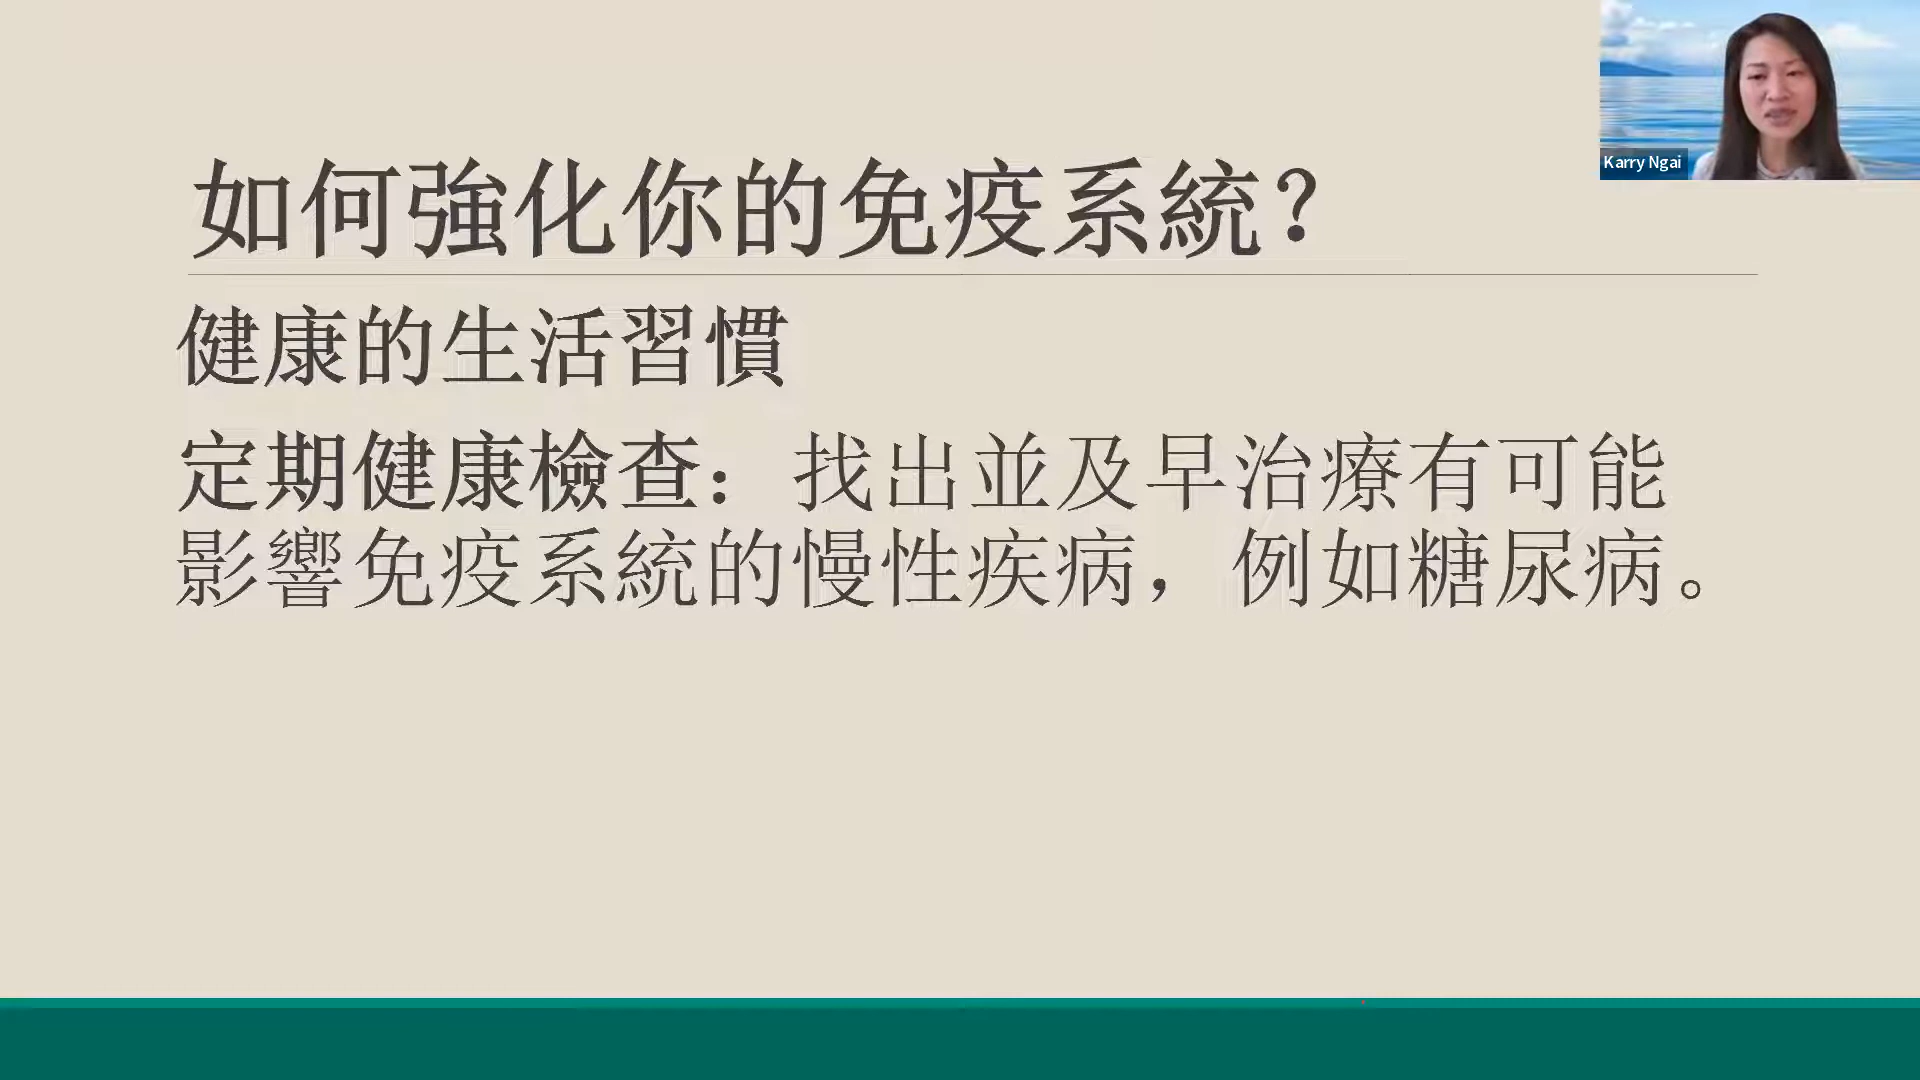 如何強化你的免疫系統？
健康的生活習慣
定期健康檢查：找出並及早治療有可能
影響免疫系統的慢性疾病，例如糖尿病。
Karry Ngai